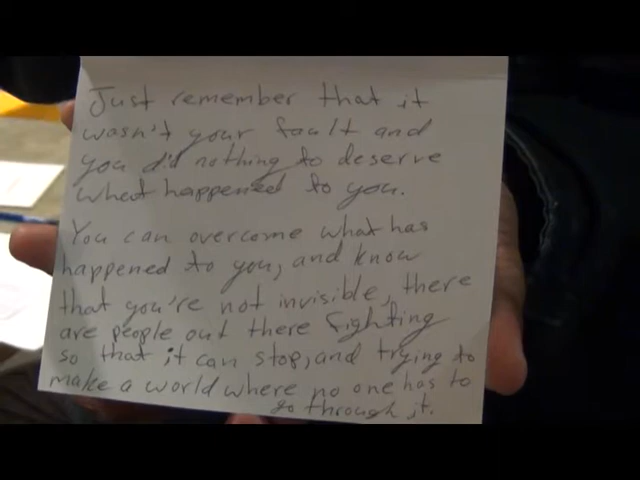 Just remember that it
wasn't your fault and
you did nothing to deserve
what happened to you.
You can overcome what has
happened to you, and know
that you're not invisible, there
are people out there fighting
so that it can stop, and trying to
make a world where no one has to
go through it.